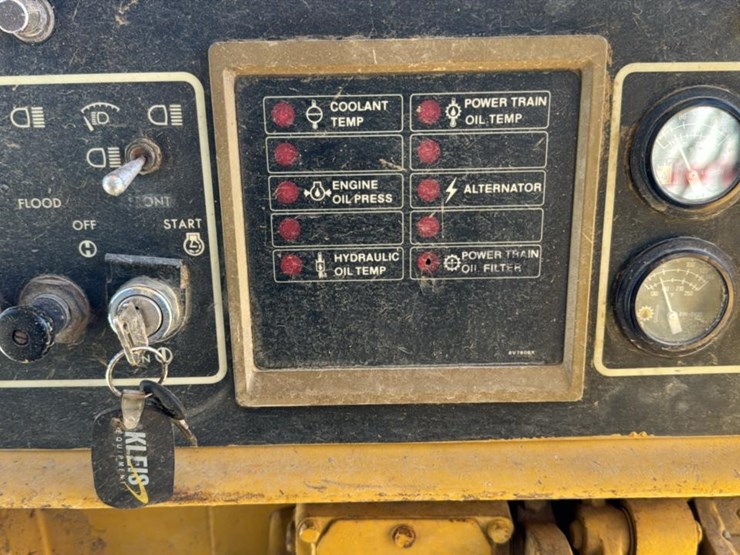 COOLANT
TEMP
POWER TRAIN
OIL TEMP
ENGINE
OIL PRESS
ALTERNATOR
HYDRAULIC
OIL TEMP
POWER TRAIN
OIL FILTER
FLOOD
OFF
START
KLEIS
EQUIPMENT